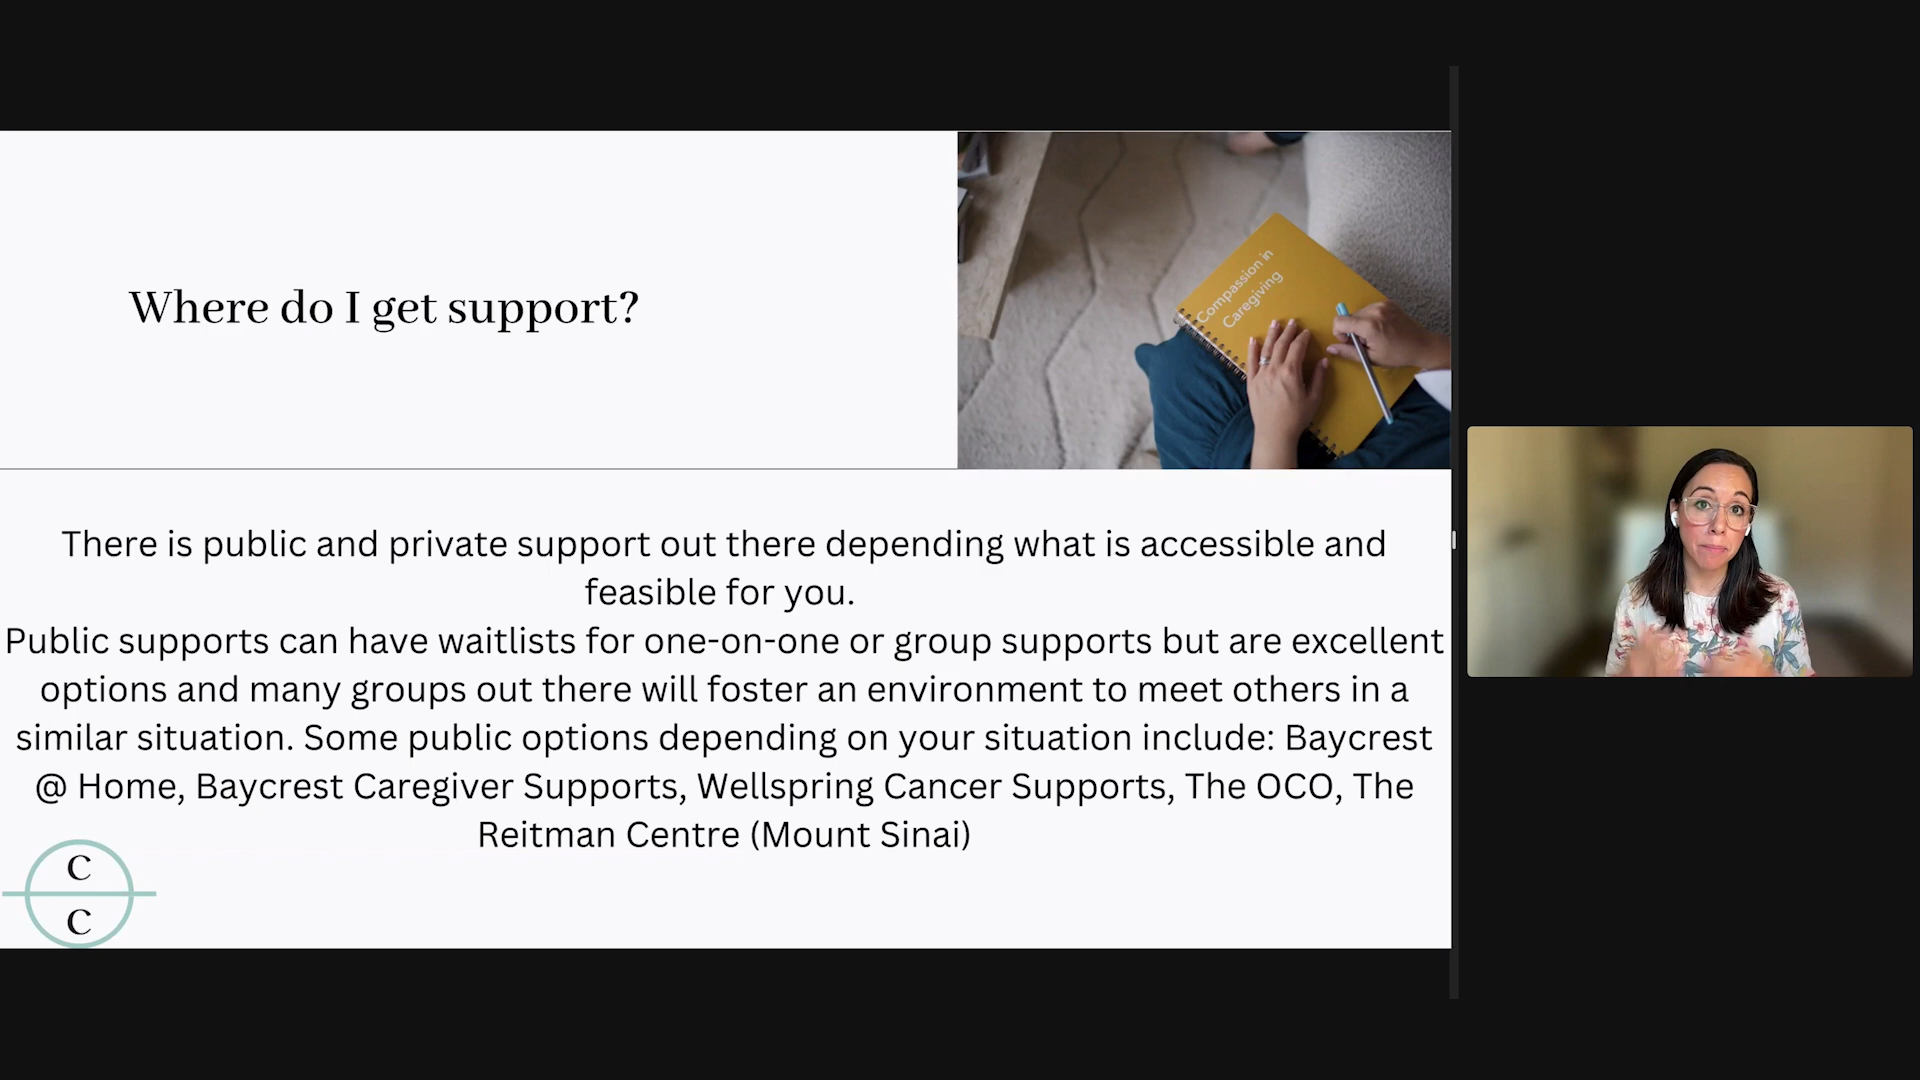 Where do I get support?
Compassion in
Caregiving
There is public and private support out there depending what is accessible and
feasible for you.
Public supports can have waitlists for one-on-one or group supports but are excellent
options and many groups out there will foster an environment to meet others in a
similar situation. Some public options depending on your situation include: Baycrest
@ Home, Baycrest Caregiver Supports, Wellspring Cancer Supports, The OCO, The
Reitman Centre (Mount Sinai)
C
C